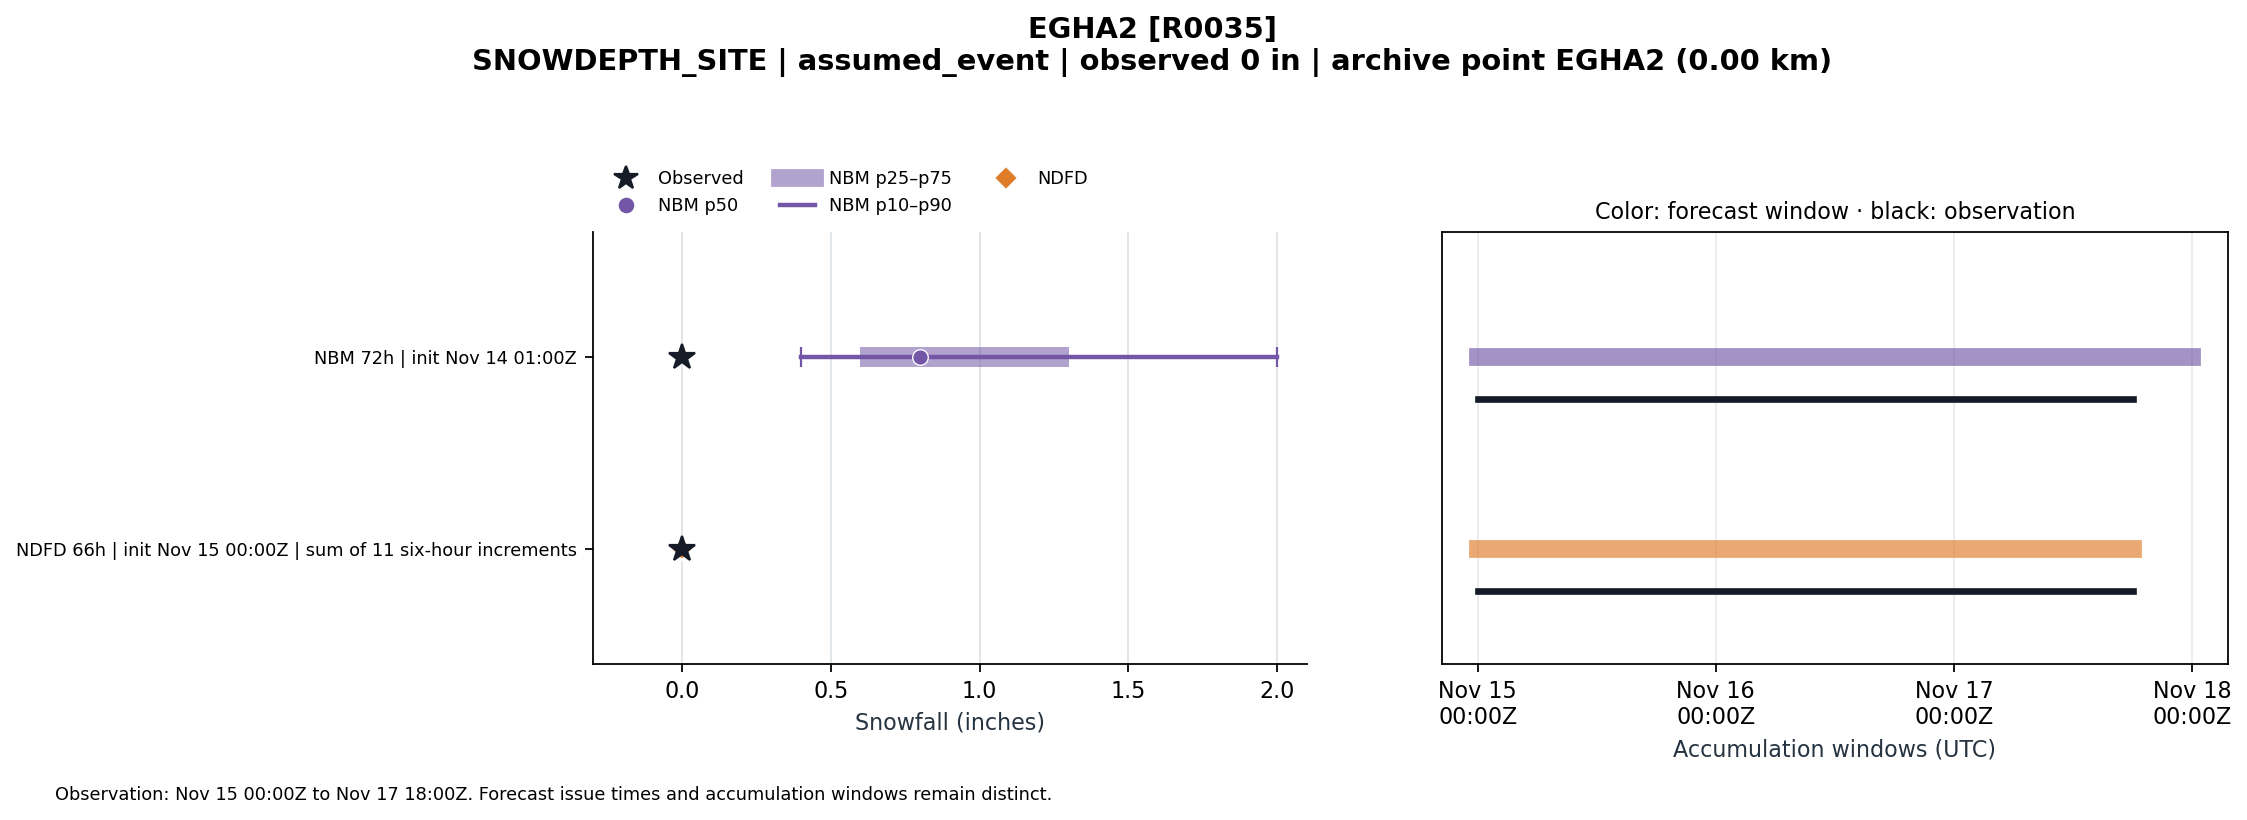 EGHA2 [R0035]
SNOWDEPTH_SITE | assumed_event | observed 0 in | archive point EGHA2 (0.00 km)
Observed
NBM p50
NBM p25–p75
NBM p10–p90
NDFD
NBM 72h | init Nov 14 01:00Z
NDFD 66h | init Nov 15 00:00Z | sum of 11 six-hour increments
0.0 0.5 1.0 1.5 2.0
Snowfall (inches)
Color: forecast window · black: observation
Nov 15 Nov 16 Nov 17 Nov 18
00:00Z 00:00Z 00:00Z 00:00Z
Accumulation windows (UTC)
Observation: Nov 15 00:00Z to Nov 17 18:00Z. Forecast issue times and accumulation windows remain distinct.